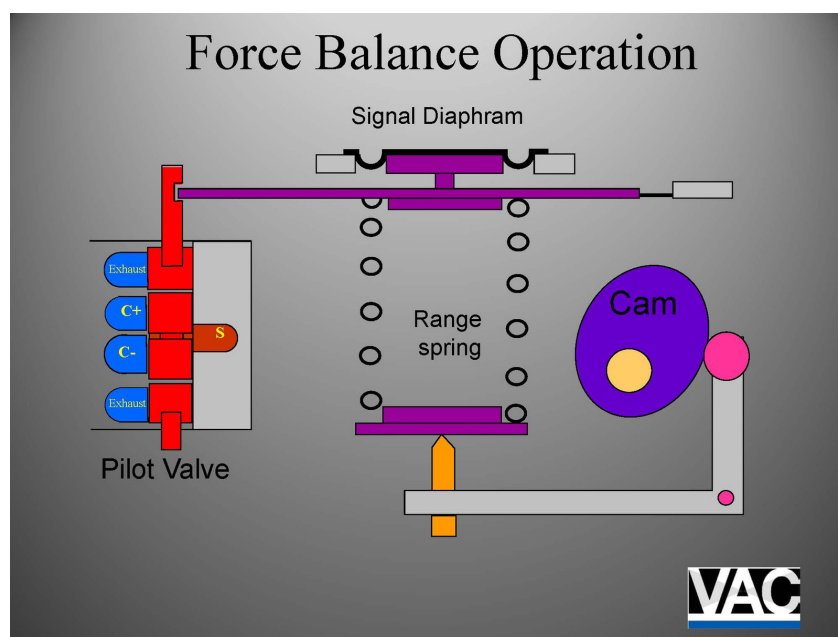 Force Balance Operation
Signal Diaphram
Exhaust
C+
S
C-
Exhaust
Pilot Valve
Range
spring
Cam
VAC